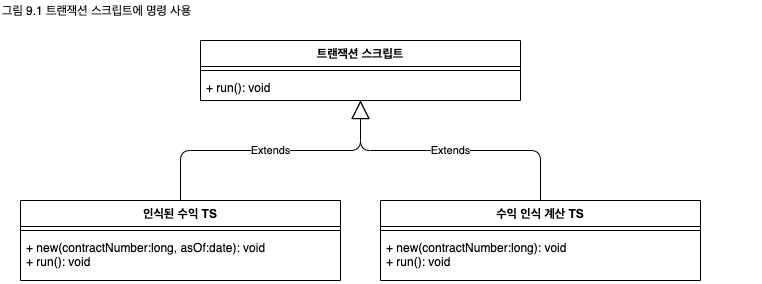 그림 9.1 트랜잭션 스크립트에 명령 사용
트랜잭션 스크립트
+ run(): void
Extends
Extends
인식된 수익 TS
+ new(contractNumber:long, asOf:date): void
+ run(): void
수익 인식 계산 TS
+ new(contractNumber:long): void
+ run(): void